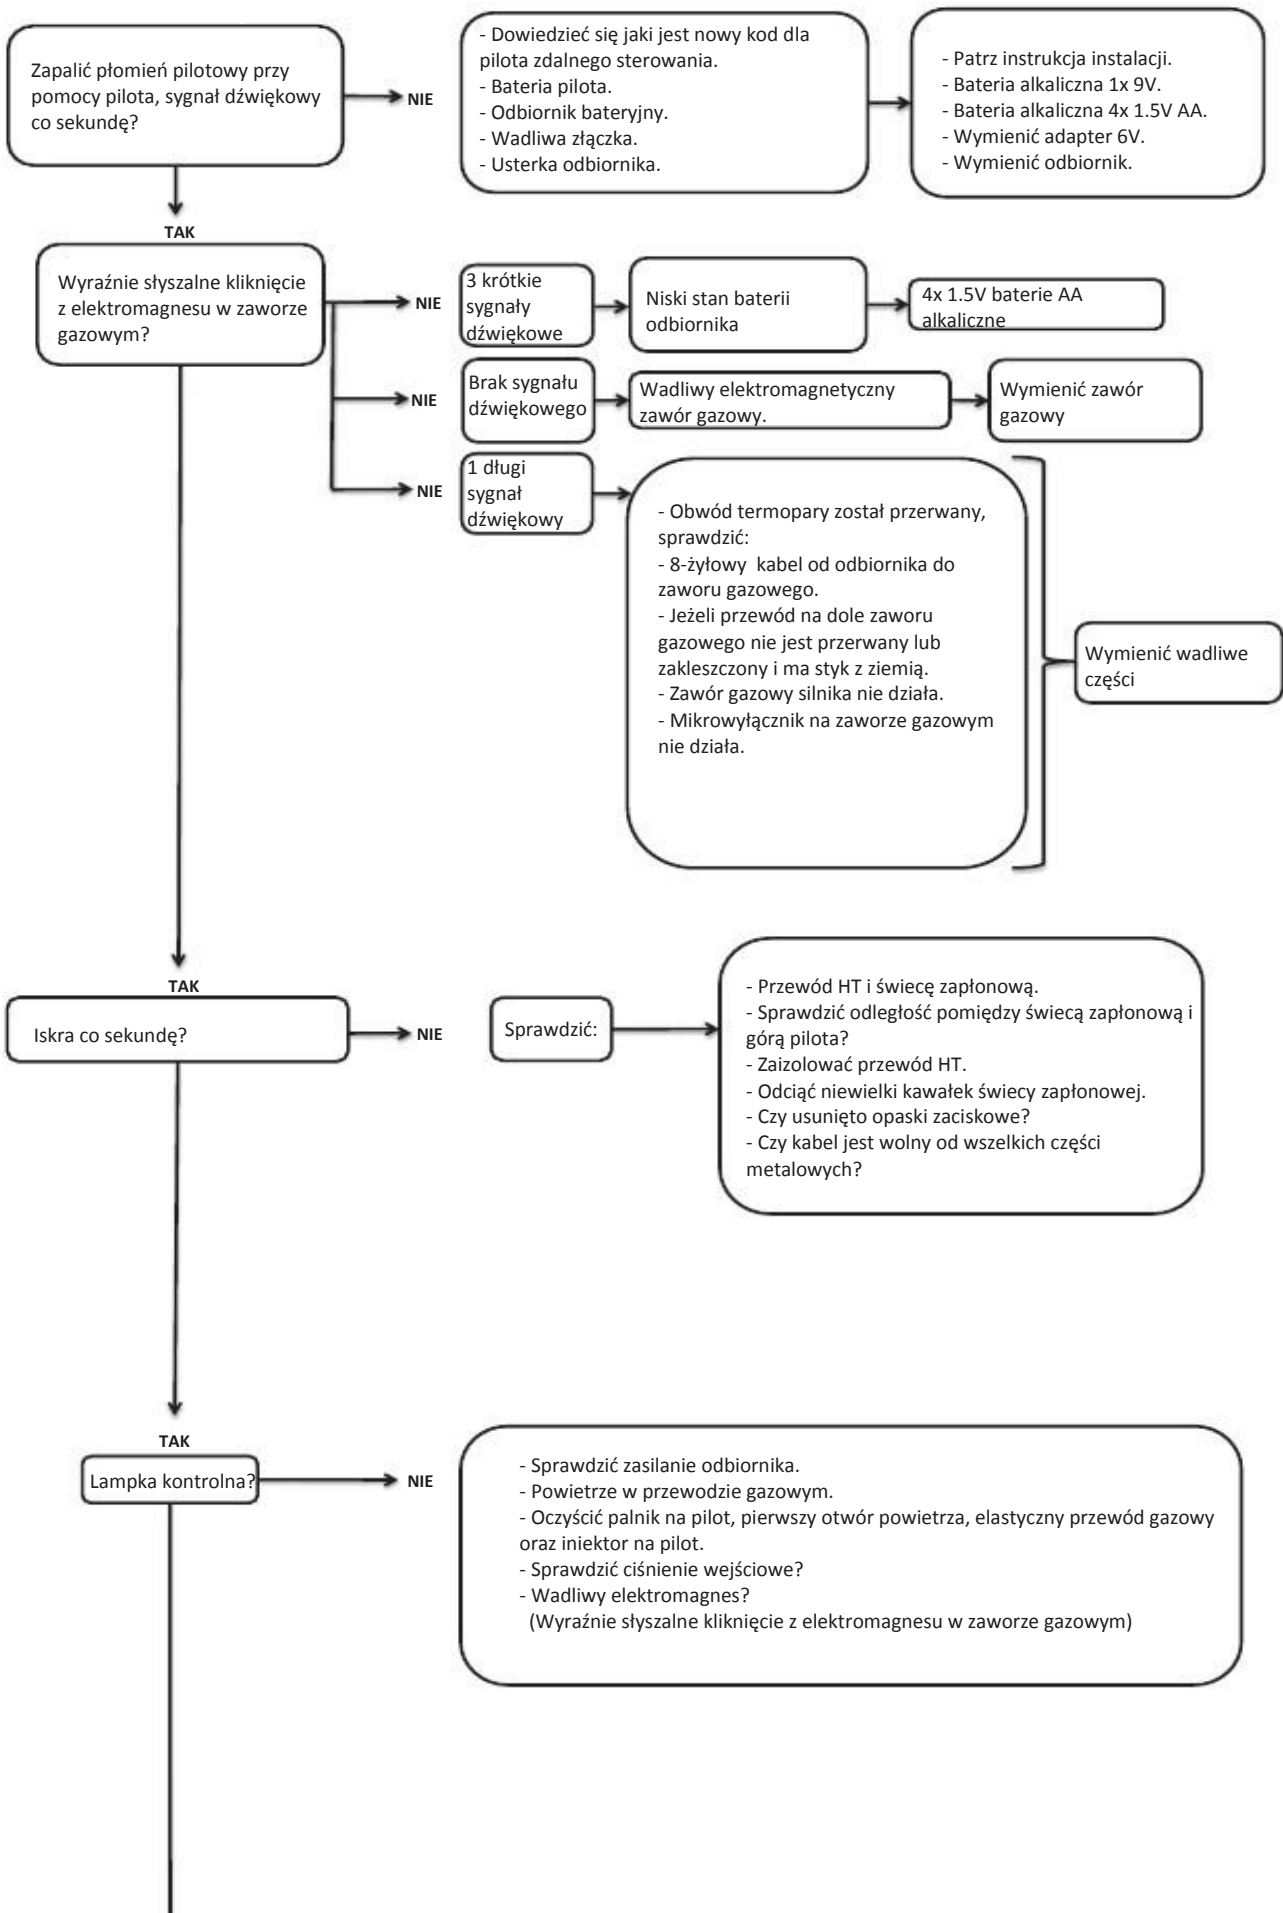 Zapalić płomień pilotowy przy
pomocy pilota, sygnał dźwiękowy
co sekundę?
NIE
- Dowiedzieć się jaki jest nowy kod dla
pilota zdalnego sterowania.
- Bateria pilota.
- Odbiornik bateryjny.
- Wadliwa złączka.
- Usterka odbiornika.
- Patrz instrukcja instalacji.
- Bateria alkaliczna 1x 9V.
- Bateria alkaliczna 4x 1.5V AA.
- Wymienić adapter 6V.
- Wymienić odbiornik.
TAK
Wyraźnie słyszalne kliknięcie
z elektromagnesu w zaworze
gazowym?
NIE
3 krótkie
sygnały
dźwiękowe
Niski stan baterii
odbiornika
4x 1.5V baterie AA
alkaliczne
NIE
Brak sygnału
dźwiękowego
Wadliwy elektromagnetyczny
zawór gazowy.
Wymienić zawór
gazowy
NIE
1 długi
sygnał
dźwiękowy
- Obwód termopary został przerwany,
sprawdzić:
- 8-żyłowy  kabel od odbiornika do
zaworu gazowego.
- Jeżeli przewód na dole zaworu
gazowego nie jest przerwany lub
zakleszczony i ma styk z ziemią.
- Zawór gazowy silnika nie działa.
- Mikrowyłącznik na zaworze gazowym
nie działa.
Wymienić wadliwe
części
TAK
Iskra co sekundę?
NIE
Sprawdzić:
- Przewód HT i świecę zapłonową.
- Sprawdzić odległość pomiędzy świecą zapłonową i
górą pilota?
- Zaizolować przewód HT.
- Odciąć niewielki kawałek świecy zapłonowej.
- Czy usunięto opaski zaciskowe?
- Czy kabel jest wolny od wszelkich części
metalowych?
TAK
Lampka kontrolna?
NIE
- Sprawdzić zasilanie odbiornika.
- Powietrze w przewodzie gazowym.
- Oczyścić palnik na pilot, pierwszy otwór powietrza, elastyczny przewód gazowy
oraz iniektor na pilot.
- Sprawdzić ciśnienie wejściowe?
- Wadliwy elektromagnes?
(Wyraźnie słyszalne kliknięcie z elektromagnesu w zaworze gazowym)